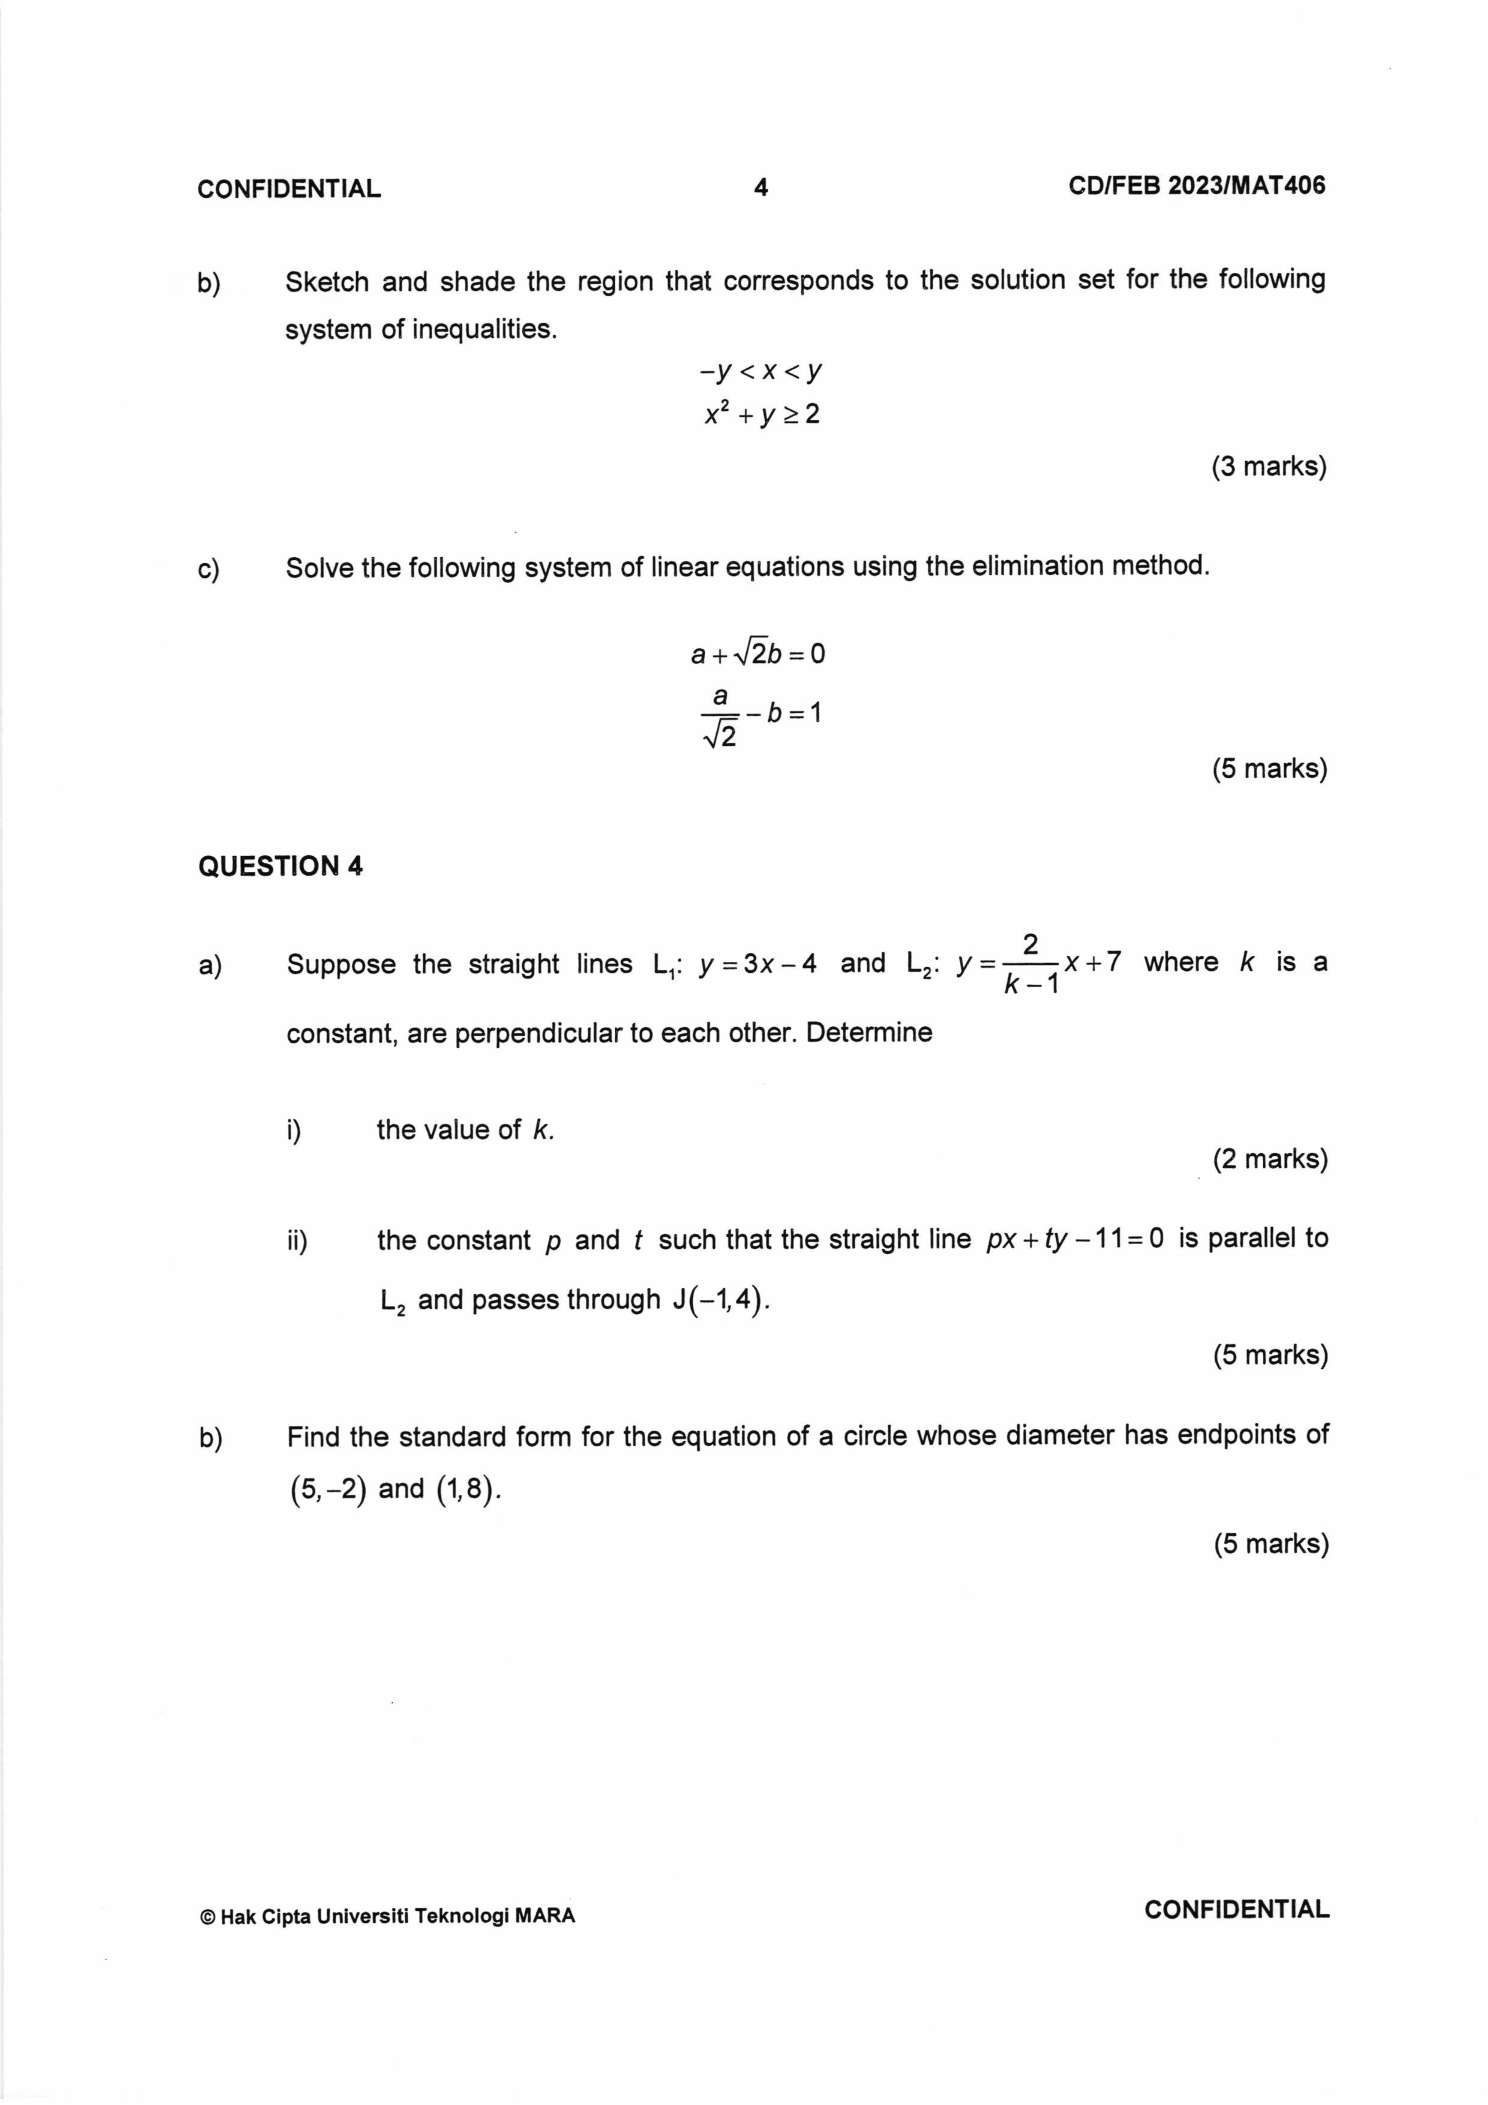 CONFIDENTIAL 4 CD/FEB 2023/MAT406
b) Sketch and shade the region that corresponds to the solution set for the following
system of inequalities.
−y < x < y
x² + y ≥ 2
(3 marks)
c) Solve the following system of linear equations using the elimination method.
a + √2b = 0
a/√2 − b = 1
(5 marks)
QUESTION 4
a) Suppose the straight lines L₁: y = 3x − 4 and L₂: y = 2/(k − 1) x + 7 where k is a
constant, are perpendicular to each other. Determine
i) the value of k.
(2 marks)
ii) the constant p and t such that the straight line px + ty − 11 = 0 is parallel to
L₂ and passes through J(−1,4).
(5 marks)
b) Find the standard form for the equation of a circle whose diameter has endpoints of
(5,−2) and (1,8).
(5 marks)
© Hak Cipta Universiti Teknologi MARA CONFIDENTIAL